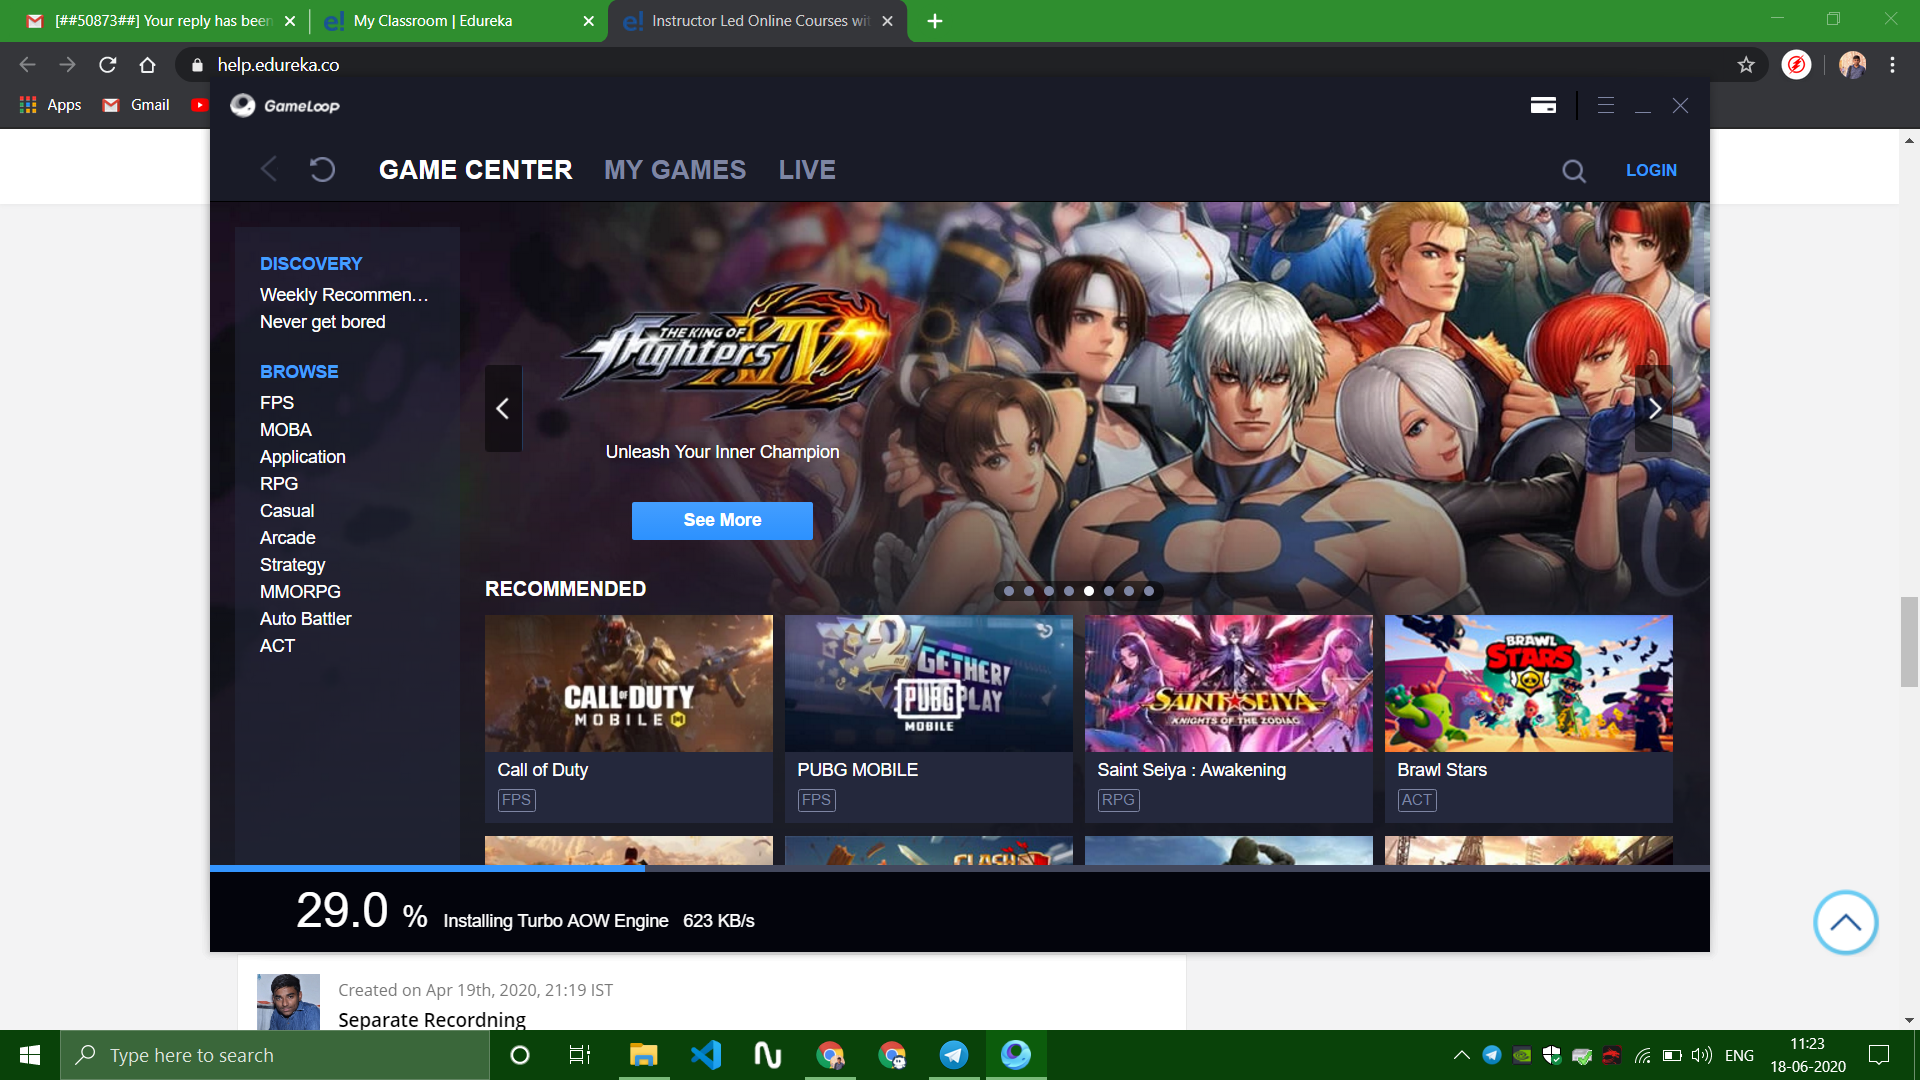 [##50873##] Your reply has been
My Classroom | Edureka
Instructor Led Online Courses wit
help.edureka.co
Apps
Gmail
GameLoop
GAME CENTER
MY GAMES
LIVE
LOGIN
DISCOVERY
Weekly Recommen...
Never get bored
BROWSE
FPS
MOBA
Application
RPG
Casual
Arcade
Strategy
MMORPG
Auto Battler
ACT
THE KING OF
Fighters XIV
Unleash Your Inner Champion
See More
RECOMMENDED
CALL OF DUTY
MOBILE
Call of Duty
FPS
2nd
GETHER!
PUBG PLAY
MOBILE
PUBG MOBILE
FPS
SAINT SEIYA
KNIGHTS OF THE ZODIAC
Saint Seiya : Awakening
RPG
BRAWL
STARS
Brawl Stars
ACT
CLASH
29.0 % Installing Turbo AOW Engine 623 KB/s
Created on Apr 19th, 2020, 21:19 IST
Separate Recordning
Type here to search
ENG
11:23
18-06-2020